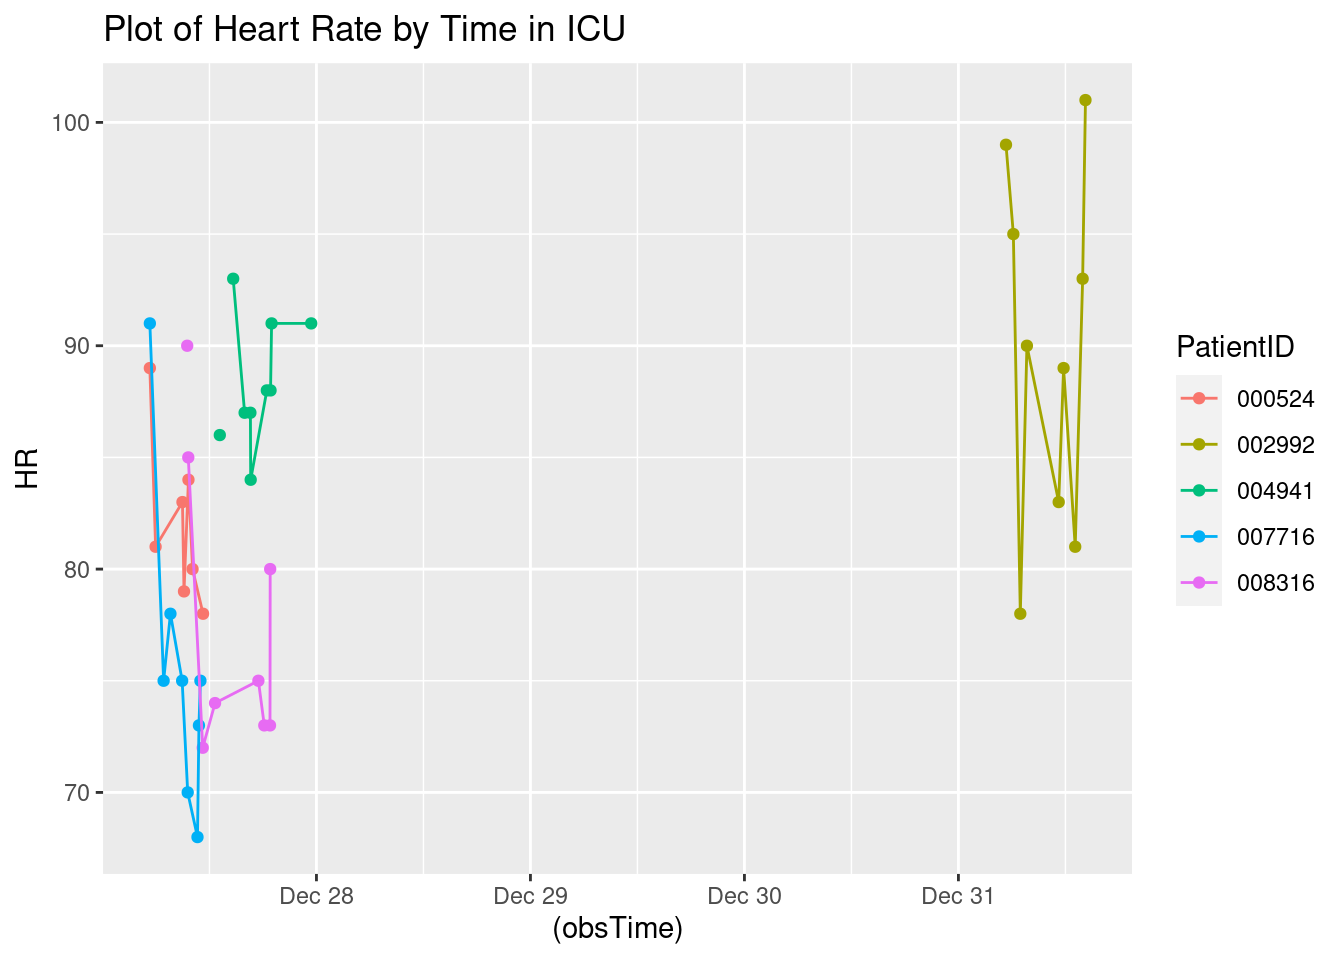 Plot of Heart Rate by Time in ICU
100
90
80
70
HR
Dec 28
Dec 29
Dec 30
Dec 31
(obsTime)
PatientID
000524
002992
004941
007716
008316